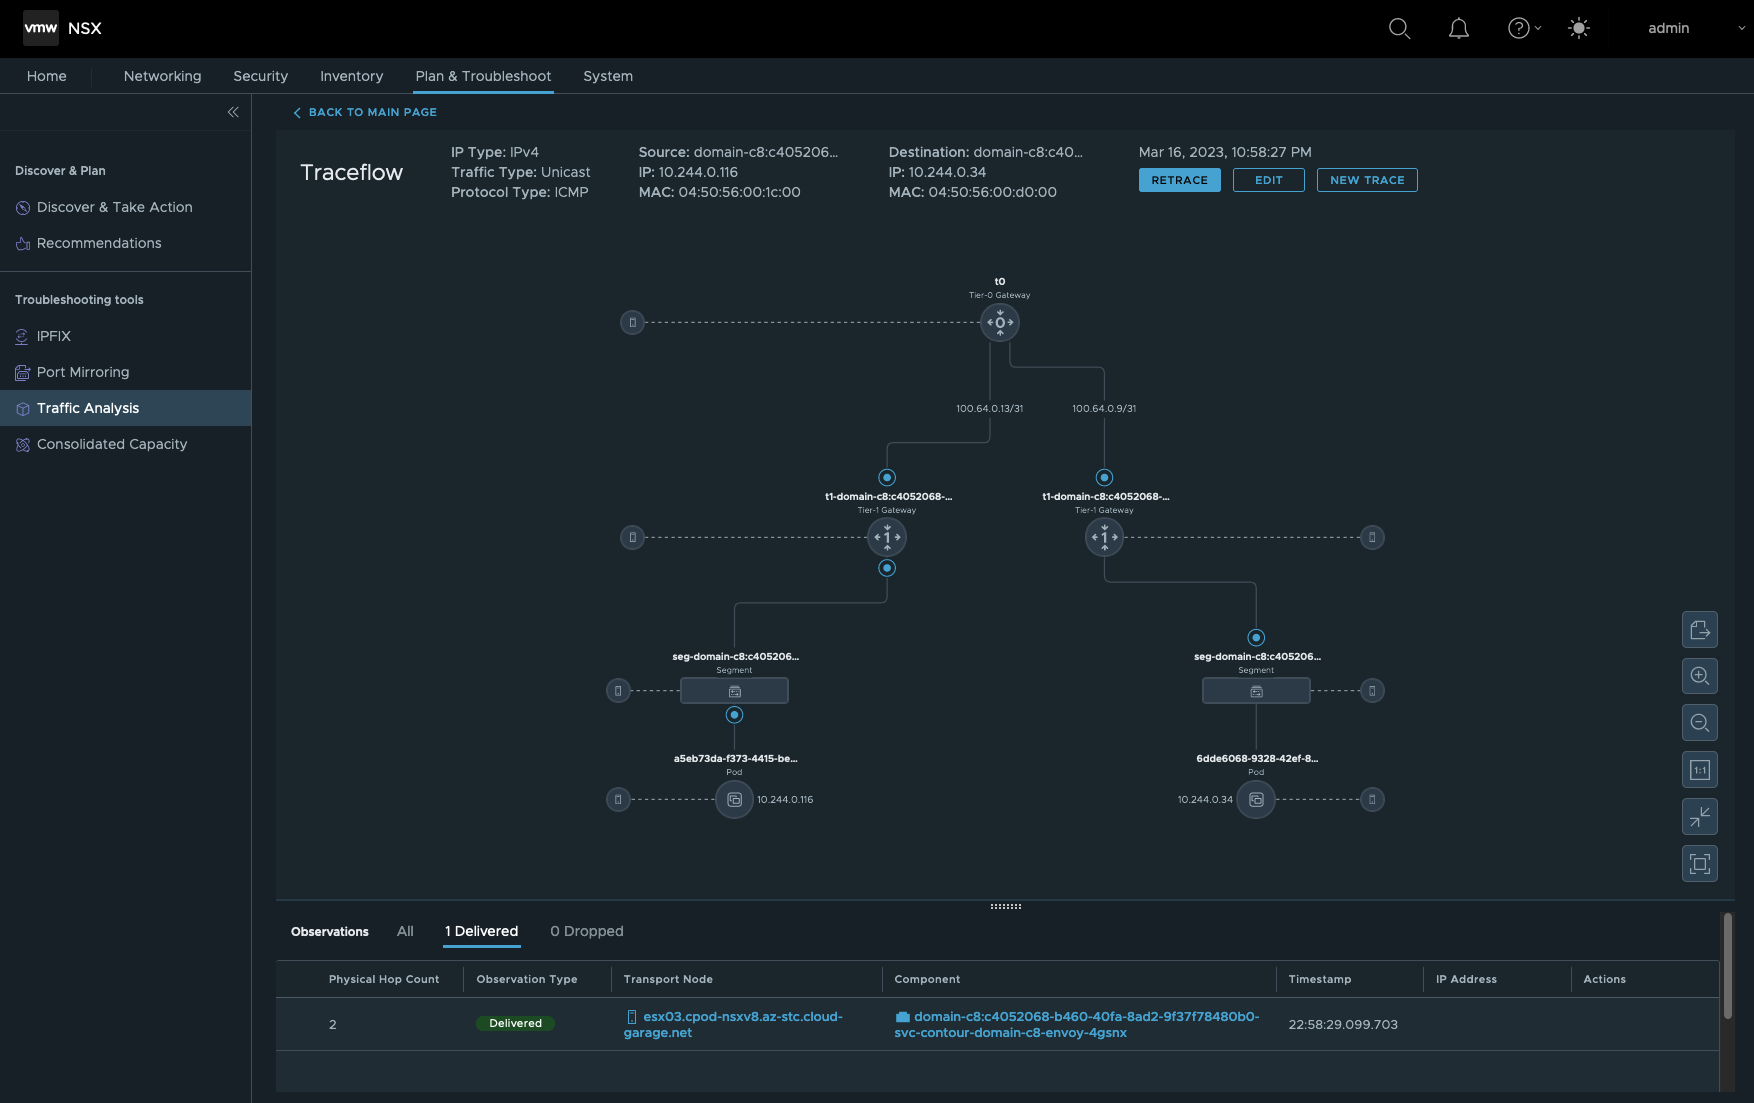 vmw NSX
admin
Home Networking Security Inventory Plan & Troubleshoot System
BACK TO MAIN PAGE
Discover & Plan
Discover & Take Action
Recommendations
Troubleshooting tools
IPFIX
Port Mirroring
Traffic Analysis
Consolidated Capacity
Traceflow
IP Type: IPv4
Traffic Type: Unicast
Protocol Type: ICMP
Source: domain-c8:c405206...
IP: 10.244.0.116
MAC: 04:50:56:00:1c:00
Destination: domain-c8:c40...
IP: 10.244.0.34
MAC: 04:50:56:00:d0:00
Mar 16, 2023, 10:58:27 PM
RETRACE EDIT NEW TRACE
t0
Tier-0 Gateway
0
100.64.0.13/31 100.64.0.9/31
t1-domain-c8:c4052068-... t1-domain-c8:c4052068-...
Tier-1 Gateway Tier-1 Gateway
1 1
seg-domain-c8:c405206... seg-domain-c8:c405206...
Segment Segment
a5eb73da-f373-4415-be... 6dde6068-9328-42ef-8...
Pod Pod
10.244.0.116 10.244.0.34
1:1
Observations All 1 Delivered 0 Dropped
Physical Hop Count Observation Type Transport Node Component Timestamp IP Address Actions
2 Delivered
esx03.cpod-nsxv8.az-stc.cloud-
garage.net
domain-c8:c4052068-b460-40fa-8ad2-9f37f78480b0-
svc-contour-domain-c8-envoy-4gsnx
22:58:29.099.703